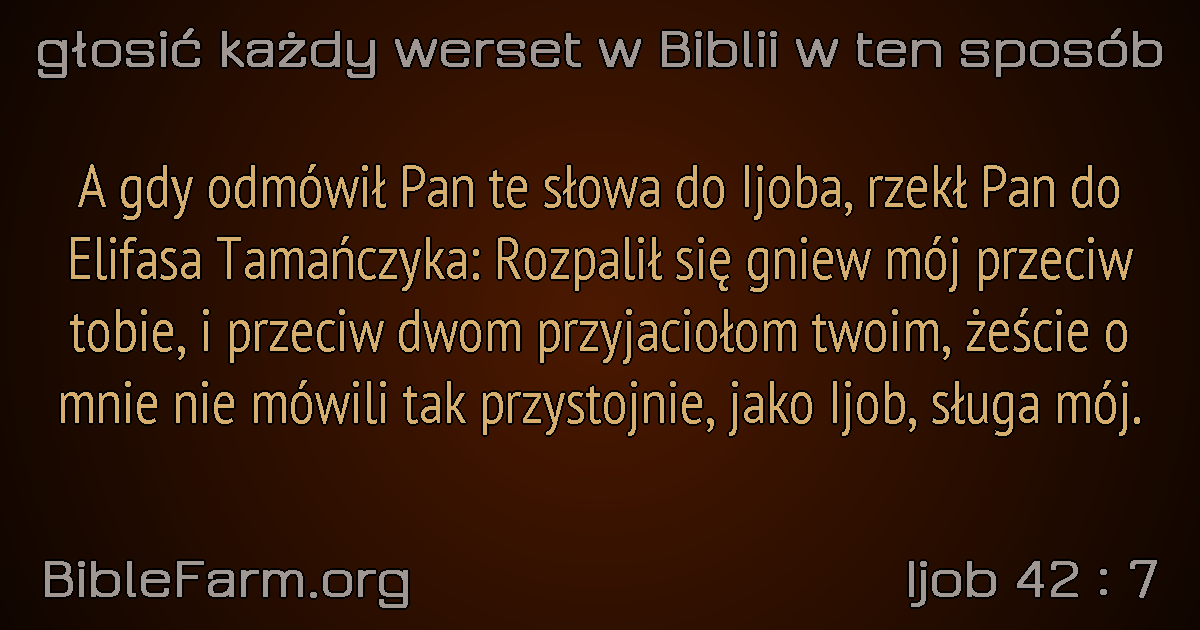 głosić każdy werset w Biblii w ten sposób
A gdy odmówił Pan te słowa do Ijoba, rzekł Pan do
Elifasa Tamańczyka: Rozpalił się gniew mój przeciw
tobie, i przeciw dwom przyjaciołom twoim, żeście o
mnie nie mówili tak przystojnie, jako Ijob, sługa mój.
BibleFarm.org
Ijob 42 : 7